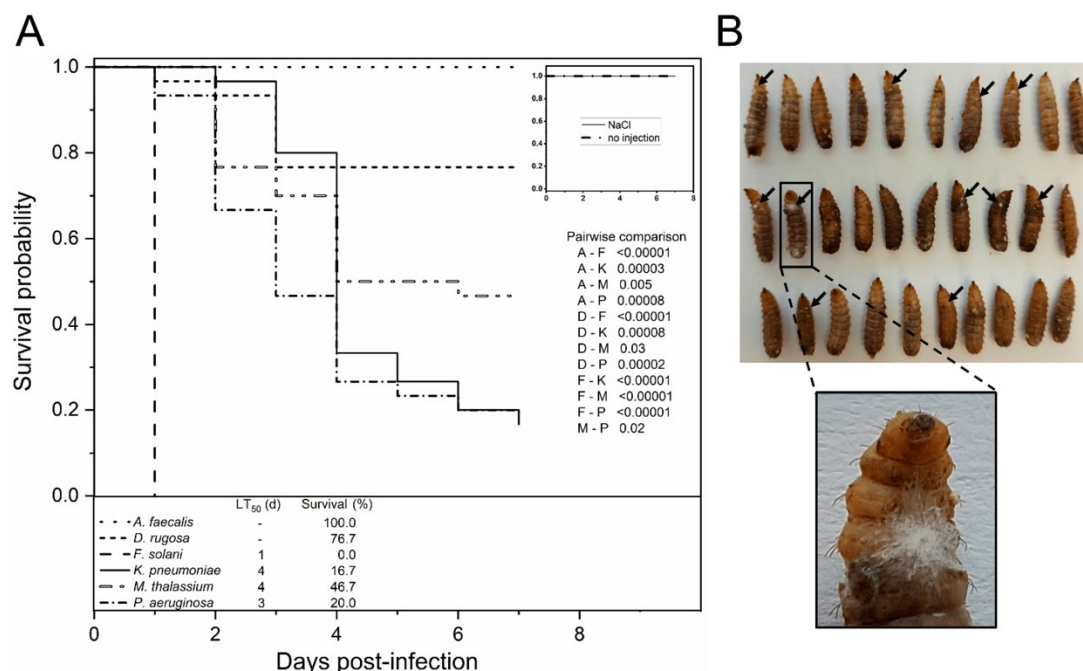 A
B
Survival probability
1.0
0.8
0.6
0.4
0.2
0.0
1.0
0.8
0.6
0.4
0.2
0.0
NaCl
no injection
0 2 4 6 8
Pairwise comparison
A - F <0.00001
A - K 0.00003
A - M 0.005
A - P 0.00008
D - F <0.00001
D - K 0.00008
D - M 0.03
D - P 0.00002
F - K <0.00001
F - M <0.00001
F - P <0.00001
M - P 0.02
LT50 (d) Survival (%)
A. faecalis - 100.0
D. rugosa - 76.7
F. solani 1 0.0
K. pneumoniae 4 16.7
M. thalassium 4 46.7
P. aeruginosa 3 20.0
0 2 4 6 8
Days post-infection